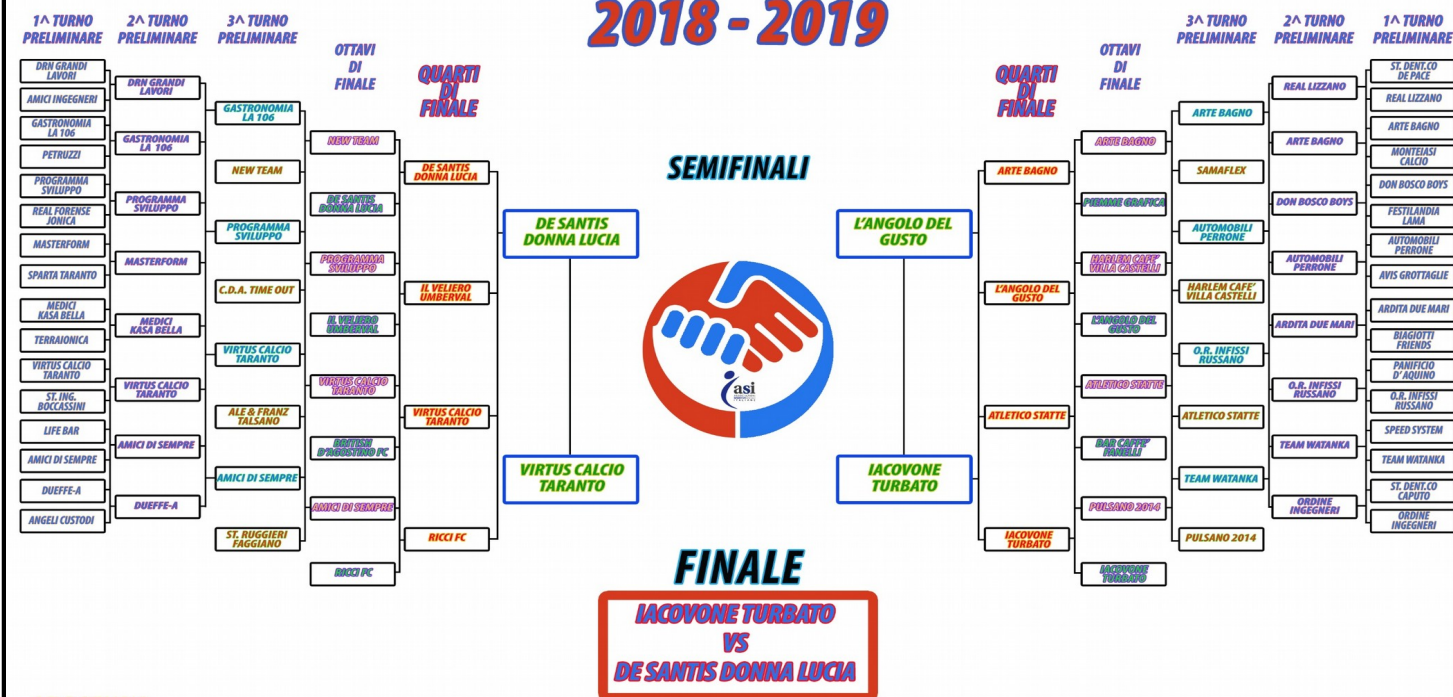 2018 - 2019
1^ TURNO
PRELIMINARE
2^ TURNO
PRELIMINARE
3^ TURNO
PRELIMINARE
OTTAVI
DI
FINALE
QUARTI
DI
FINALE
DRN GRANDI
LAVORI
AMICI INGEGNERI
GASTRONOMIA
LA 106
PETRUZZI
PROGRAMMA
SVILUPPO
REAL FORENSE
JONICA
MASTERFORM
SPARTA TARANTO
MEDICI
KASA BELLA
TERRAIONICA
VIRTUS CALCIO
TARANTO
ST. ING.
BOCCASSINI
LIFE BAR
AMICI DI SEMPRE
DUEFFE-A
ANGELI CUSTODI
DRN GRANDI
LAVORI
GASTRONOMIA
LA 106
PROGRAMMA
SVILUPPO
MASTERFORM
MEDICI
KASA BELLA
VIRTUS CALCIO
TARANTO
AMICI DI SEMPRE
DUEFFE-A
GASTRONOMIA
LA 106
NEW TEAM
PROGRAMMA
SVILUPPO
C.D.A. TIME OUT
VIRTUS CALCIO
TARANTO
ALE & FRANZ
TALSANO
AMICI DI SEMPRE
ST. RUGGIERI
FAGGIANO
NEW TEAM
DE SANTIS
DONNA LUCIA
PROGRAMMA
SVILUPPO
IL VELIERO
UMBERVAL
VIRTUS CALCIO
TARANTO
BRITISH
D'AGOSTINO FC
AMICI DI SEMPRE
RICCI FC
DE SANTIS
DONNA LUCIA
IL VELIERO
UMBERVAL
VIRTUS CALCIO
TARANTO
RICCI FC
SEMIFINALI
DE SANTIS
DONNA LUCIA
VIRTUS CALCIO
TARANTO
L'ANGOLO DEL
GUSTO
IACOVONE
TURBATO
asi
FINALE
IACOVONE TURBATO
VS
DE SANTIS DONNA LUCIA
QUARTI
DI
FINALE
OTTAVI
DI
FINALE
3^ TURNO
PRELIMINARE
2^ TURNO
PRELIMINARE
1^ TURNO
PRELIMINARE
ARTE BAGNO
L'ANGOLO DEL
GUSTO
ATLETICO STATTE
IACOVONE
TURBATO
ARTE BAGNO
PIEMME GRAFICA
HARLEM CAFE'
VILLA CASTELLI
L'ANGOLO DEL
GUSTO
ATLETICO STATTE
BAR CAFFE'
FANELLI
PULSANO 2014
IACOVONE
TURBATO
ARTE BAGNO
SAMAFLEX
AUTOMOBILI
PERRONE
HARLEM CAFE'
VILLA CASTELLI
O.R. INFISSI
RUSSANO
ATLETICO STATTE
TEAM WATANKA
PULSANO 2014
REAL LIZZANO
ARTE BAGNO
DON BOSCO BOYS
AUTOMOBILI
PERRONE
ARDITA DUE MARI
O.R. INFISSI
RUSSANO
TEAM WATANKA
ORDINE
INGEGNERI
ST. DENT.CO
DE PACE
REAL LIZZANO
ARTE BAGNO
MONTEIASI
CALCIO
DON BOSCO BOYS
FESTILANDIA
LAMA
AUTOMOBILI
PERRONE
AVIS GROTTAGLIE
ARDITA DUE MARI
BIAGIOTTI
FRIENDS
PANIFICIO
D' AQUINO
O.R. INFISSI
RUSSANO
SPEED SYSTEM
TEAM WATANKA
ST. DENT.CO
CAPUTO
ORDINE
INGEGNERI